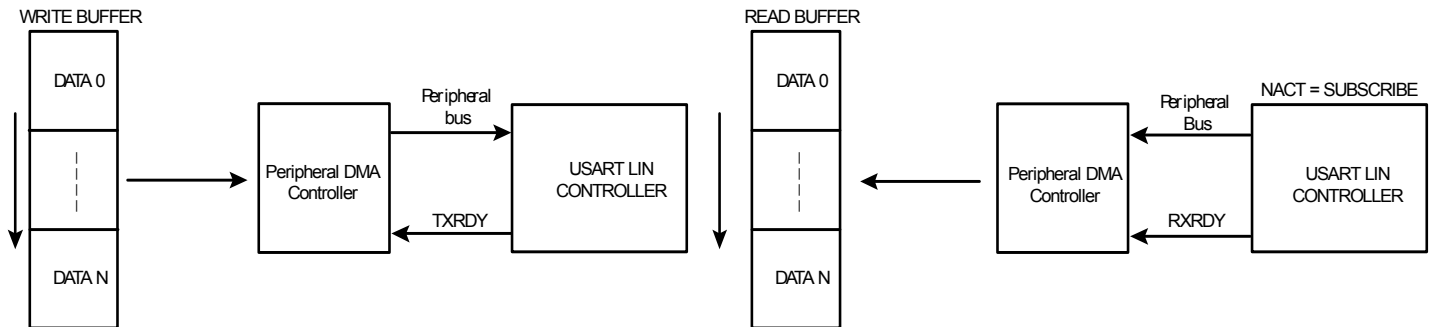 WRITE BUFFER
DATA 0
DATA N
Peripheral DMA
Controller
Peripheral
bus
TXRDY
USART LIN
CONTROLLER
READ BUFFER
DATA 0
DATA N
Peripheral DMA
Controller
Peripheral
Bus
RXRDY
NACT = SUBSCRIBE
USART LIN
CONTROLLER